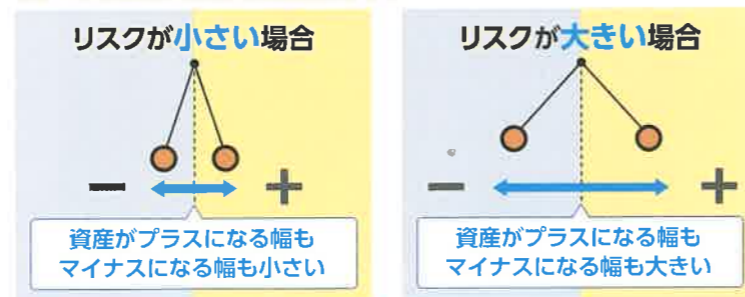 リスクが小さい場合
− +
資産がプラスになる幅も
マイナスになる幅も小さい
リスクが大きい場合
− +
資産がプラスになる幅も
マイナスになる幅も大きい